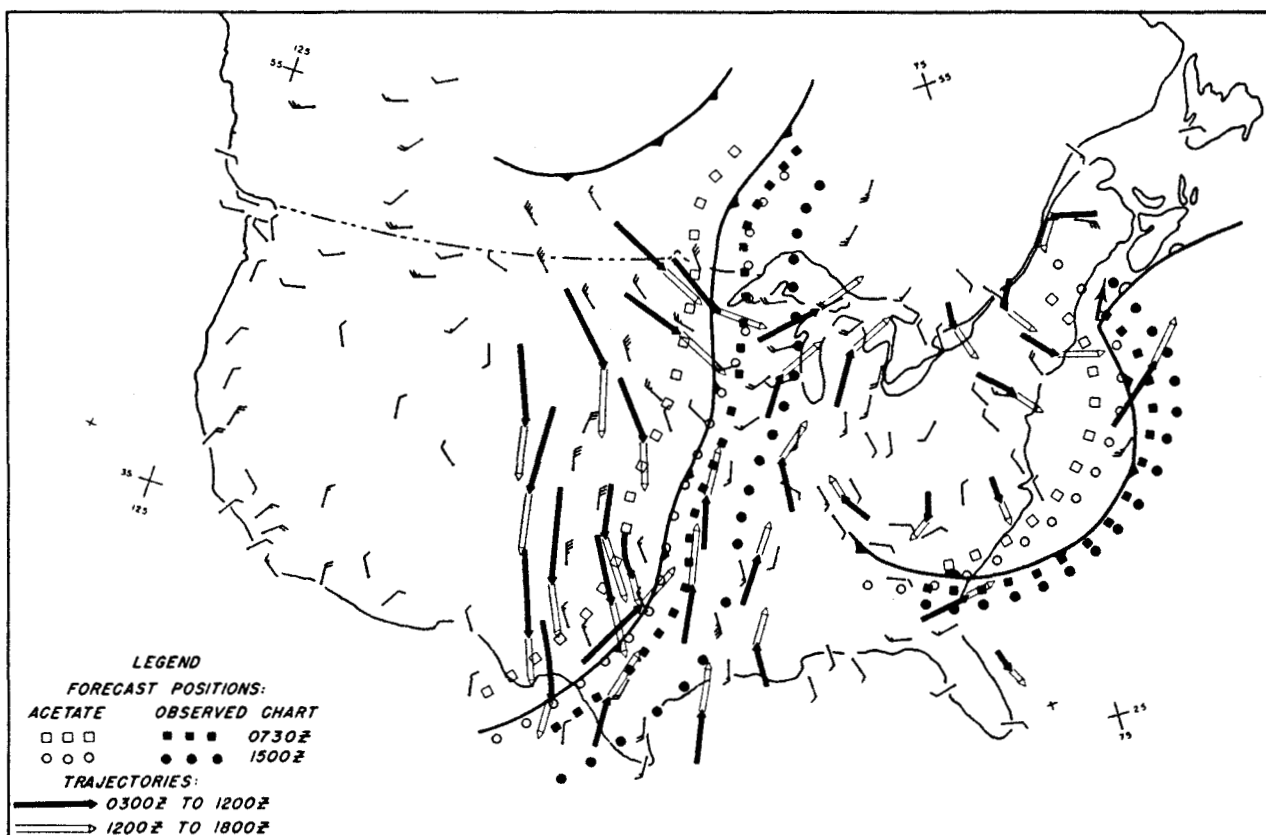 125
55
75
55
35
125
25
75
LEGEND
FORECAST POSITIONS:
ACETATE OBSERVED CHART
0730Z
1500Z
TRAJECTORIES:
0300Z TO 1200Z
1200Z TO 1800Z